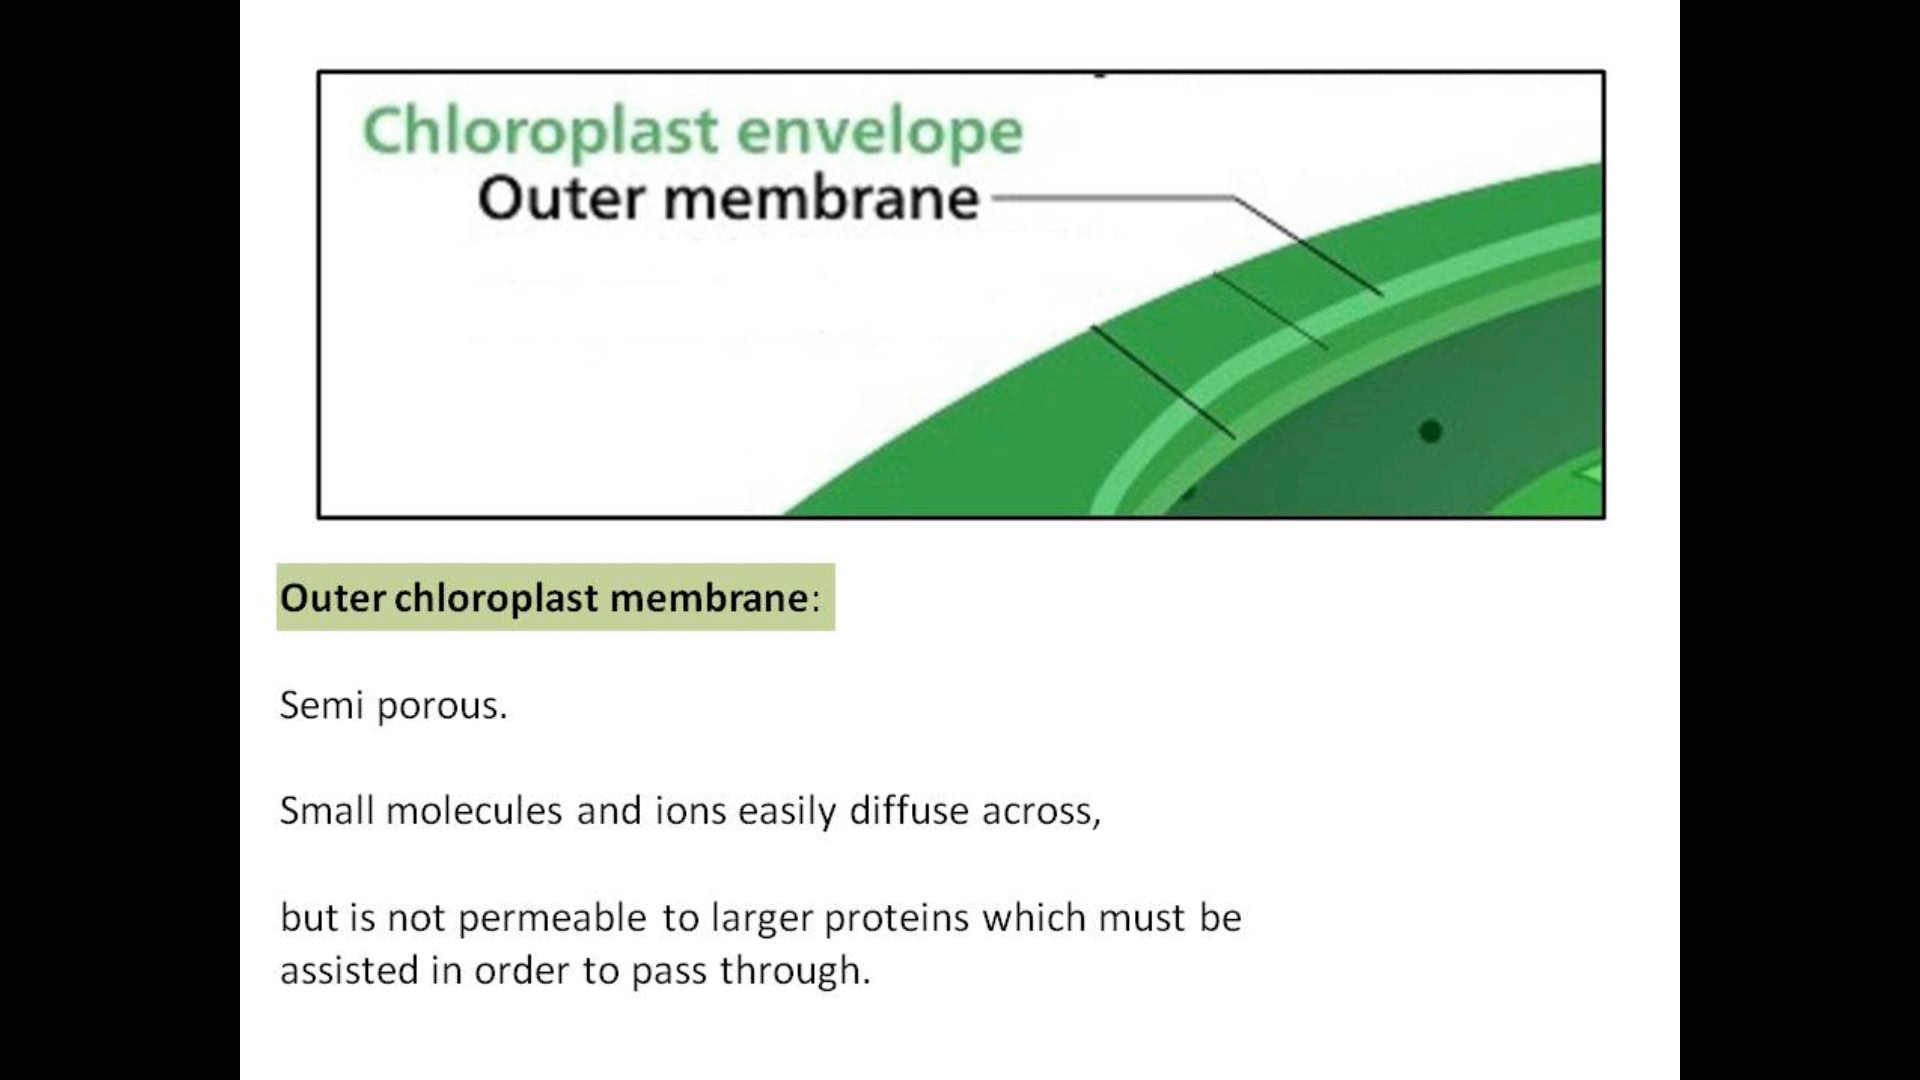 Chloroplast envelope
Outer membrane
Outer chloroplast membrane:
Semi porous.
Small molecules and ions easily diffuse across,
but is not permeable to larger proteins which must be
assisted in order to pass through.